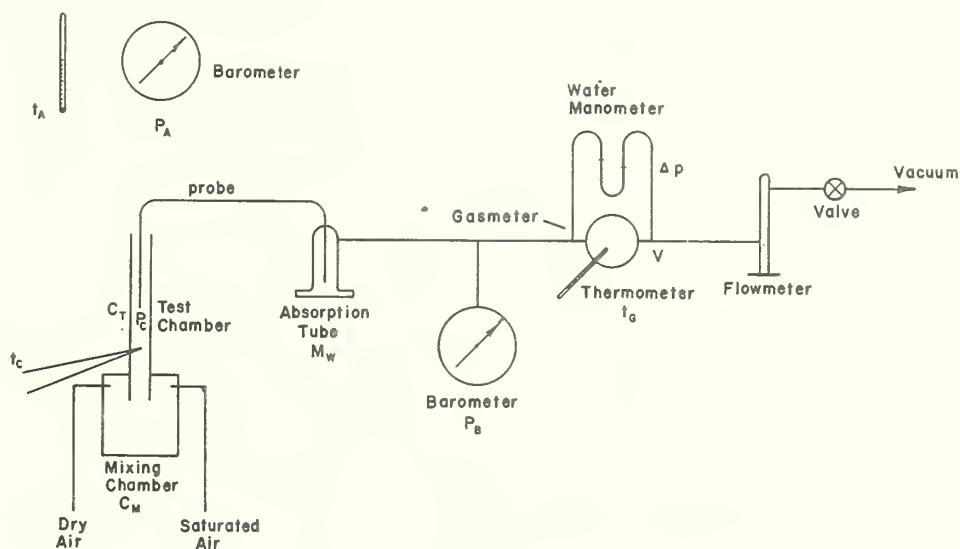 t_A
Barometer
P_A
Water
Manometer
Δp
Vacuum
probe
Gasmeter
Valve
V
Thermometer
t_G
Flowmeter
C_T
P_C
Test
Chamber
Absorption
Tube
M_W
t_C
Barometer
P_B
Mixing
Chamber
C_M
Dry
Air
Saturated
Air